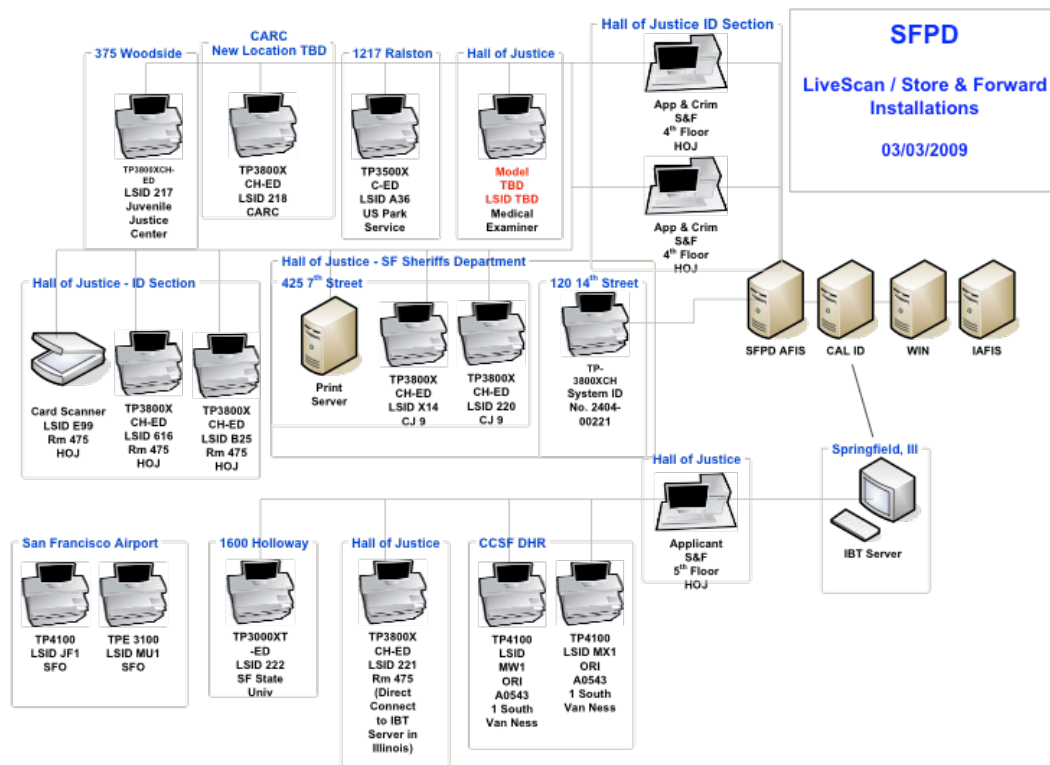 SFPD
LiveScan / Store & Forward
Installations
03/03/2009
375 Woodside
TP3800XCH-
ED
LSID 217
Juvenile
Justice
Center
CARC
New Location TBD
TP3800X
CH-ED
LSID 218
CARC
1217 Ralston
TP3500X
C-ED
LSID A36
US Park
Service
Hall of Justice
Model
TBD
LSID TBD
Medical
Examiner
Hall of Justice ID Section
App & Crim
S&F
4th Floor
HOJ
App & Crim
S&F
4th Floor
HOJ
Hall of Justice - ID Section
Card Scanner
LSID E99
Rm 475
HOJ
TP3800X
CH-ED
LSID 616
Rm 475
HOJ
TP3800X
CH-ED
LSID B25
Rm 475
HOJ
Hall of Justice - SF Sheriffs Department
425 7th Street
Print
Server
TP3800X
CH-ED
LSID X14
CJ 9
TP3800X
CH-ED
LSID 220
CJ 9
120 14th Street
TP-
3800XCH
System ID
No. 2404-
00221
SFPD AFIS
CAL ID
WIN
IAFIS
Hall of Justice
Applicant
S&F
5th Floor
HOJ
Springfield, Ill
IBT Server
San Francisco Airport
TP4100
LSID JF1
SFO
TPE 3100
LSID MU1
SFO
1600 Holloway
TP3000XT
-ED
LSID 222
SF State
Univ
Hall of Justice
TP3800X
CH-ED
LSID 221
Rm 475
(Direct
Connect
to IBT
Server in
Illinois)
CCSF DHR
TP4100
LSID
MW1
ORI
A0543
1 South
Van Ness
TP4100
LSID MX1
ORI
A0543
1 South
Van Ness